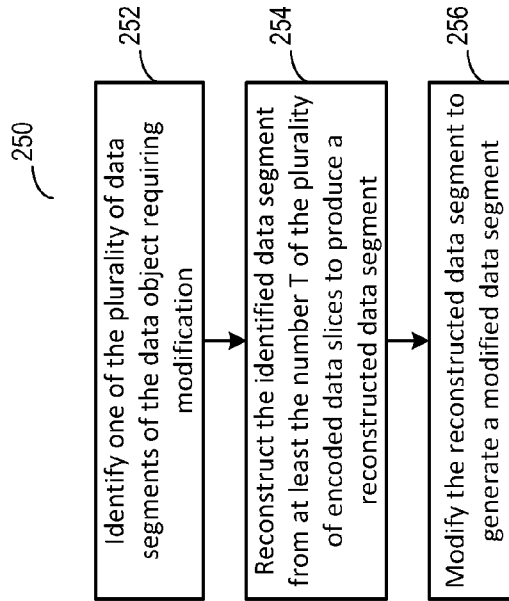 250
252
Identify one of the plurality of data
segments of the data object requiring
modification
254
Reconstruct the identified data segment
from at least the number T of the plurality
of encoded data slices to produce a
reconstructed data segment
256
Modify the reconstructed data segment to
generate a modified data segment